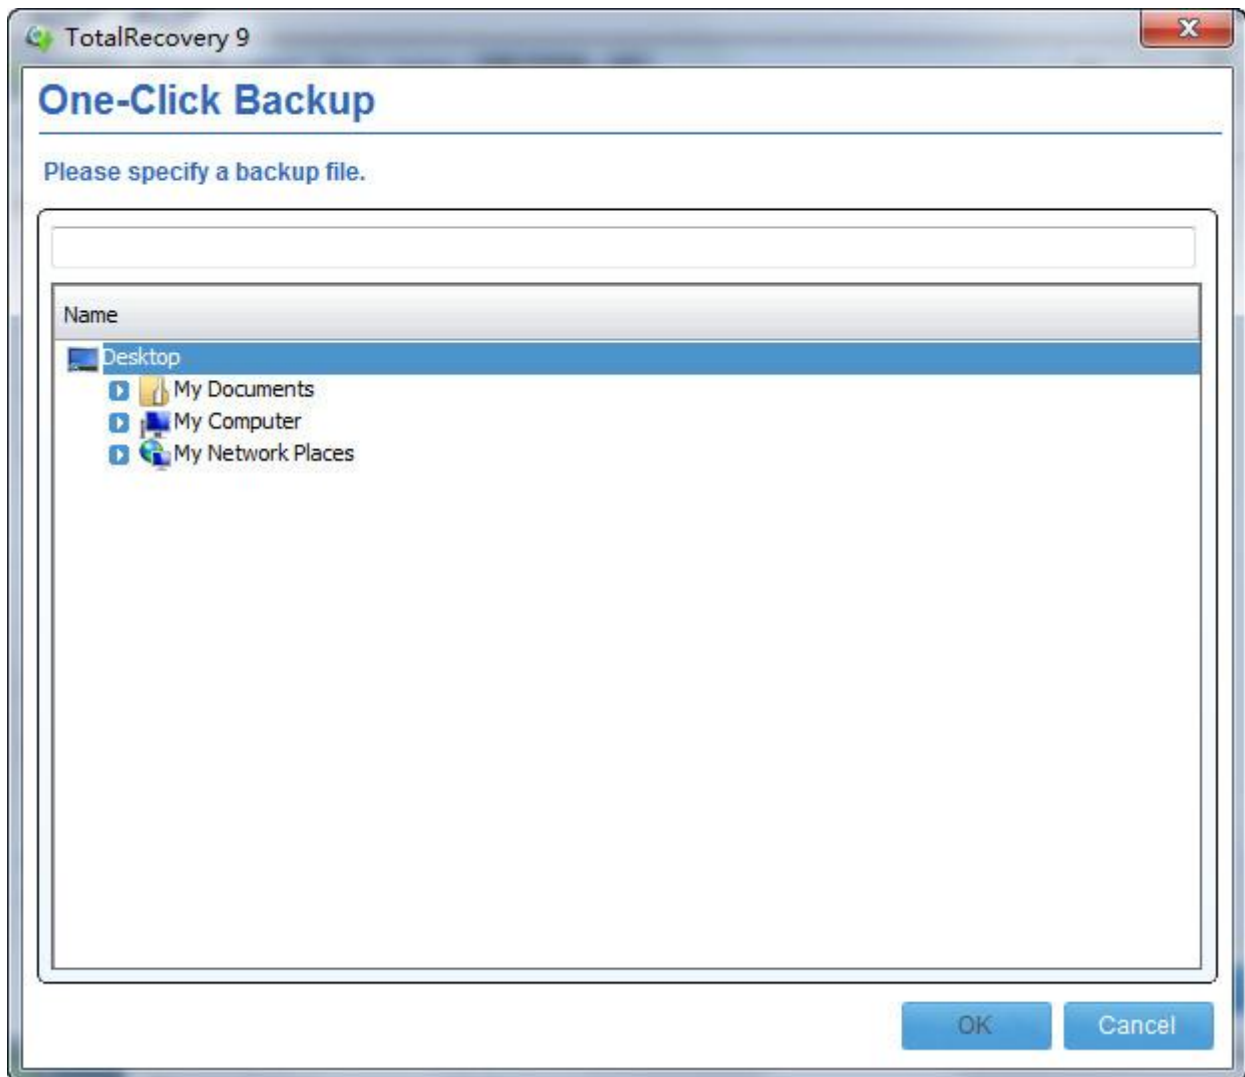 TotalRecovery 9
One-Click Backup
Please specify a backup file.
Name
Desktop
My Documents
My Computer
My Network Places
OK
Cancel